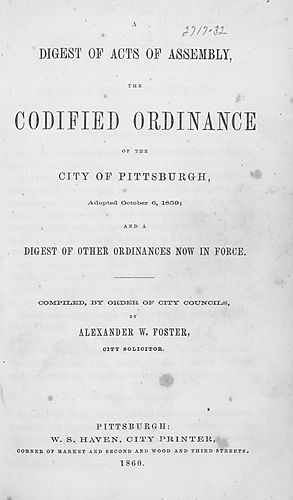 A
2717-32
DIGEST OF ACTS OF ASSEMBLY,
THE
CODIFIED ORDINANCE
OF THE
CITY OF PITTSBURGH,
Adopted October 6, 1859;
AND A
DIGEST OF OTHER ORDINANCES NOW IN FORCE.
COMPILED, BY ORDER OF CITY COUNCILS,
BY
ALEXANDER W. FOSTER,
CITY SOLICITOR.
PITTSBURGH:
W. S. HAVEN, CITY PRINTER,
CORNER OF MARKET AND SECOND AND WOOD AND THIRD STREETS.
1860.